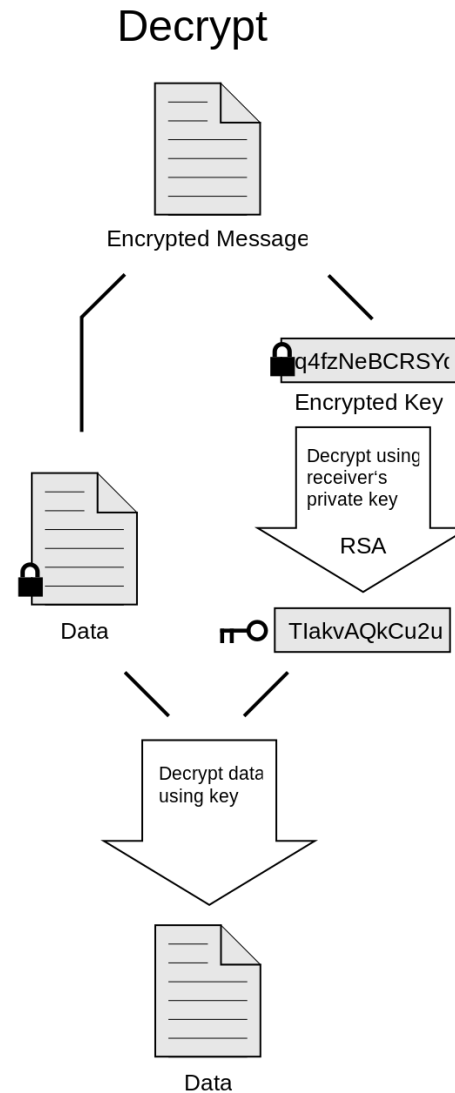 Decrypt
Encrypted Message
q4fzNeBCRSY
Encrypted Key
Decrypt using
receiver‘s
private key
RSA
TIakvAQkCu2u
Data
Decrypt data
using key
Data